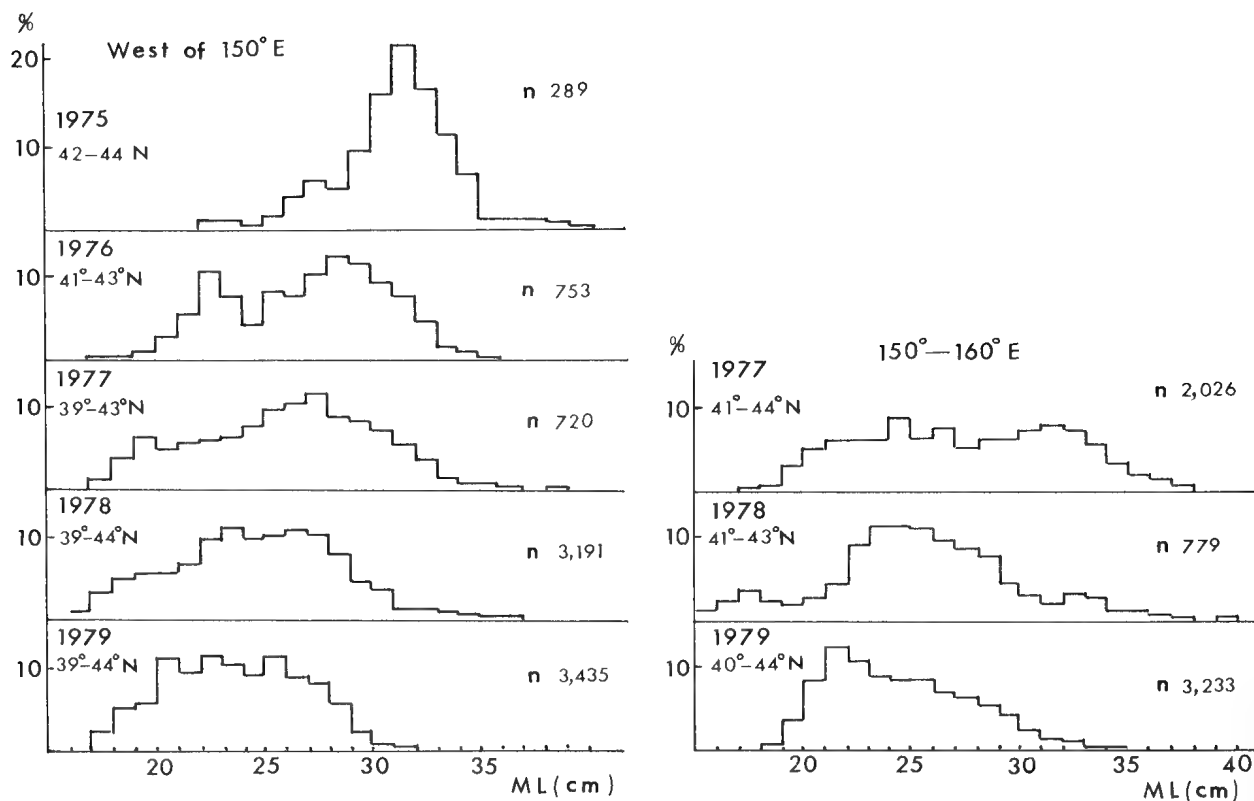 %
West of 150°E
20
10
1975
42–44 N
n 289
1976
41°–43°N
10
n 753
1977
39°–43°N
10
n 720
1978
39°–44°N
10
n 3,191
1979
39°–44°N
10
n 3,435
20 25 30 35
ML(cm)
%
150°—160°E
1977
41°–44°N
10
n 2,026
1978
41°–43°N
10
n 779
1979
40°–44°N
10
n 3,233
20 25 30 35 40
ML(cm)